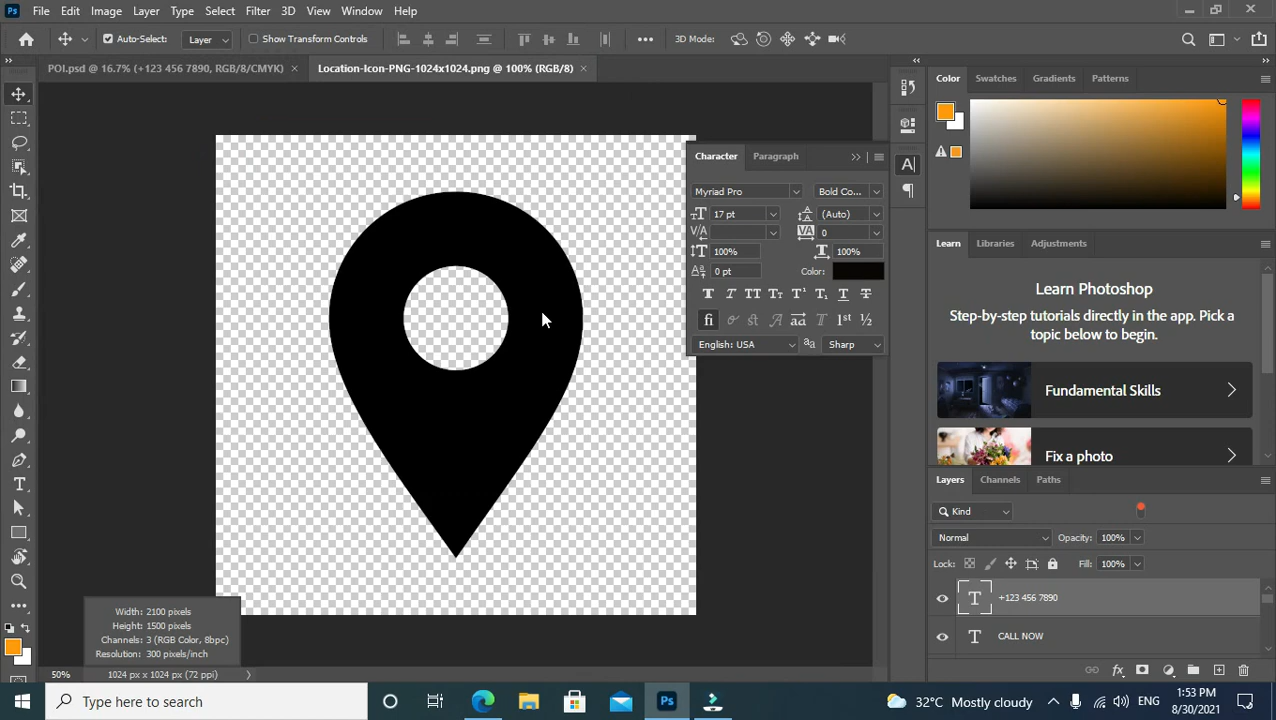 Ps File Edit Image Layer Type Select Filter 3D View Window Help
Auto-Select: Layer Show Transform Controls 3D Mode:
POI.psd @ 16.7% (+123 456 7890, RGB/8/CMYK) Location-Icon-PNG-1024x1024.png @ 100% (RGB/8)
Color Swatches Gradients Patterns
Character Paragraph
Myriad Pro Bold Co...
17 pt (Auto)
0
100% 100%
0 pt Color:
English: USA Sharp
Learn Libraries Adjustments
Learn Photoshop
Step-by-step tutorials directly in the app. Pick a
topic below to begin.
Fundamental Skills
Fix a photo
Layers Channels Paths
Kind
Normal Opacity: 100%
Lock: Fill: 100%
+123 456 7890
CALL NOW
Width: 2100 pixels
Height: 1500 pixels
Channels: 3 (RGB Color, 8bpc)
Resolution: 300 pixels/inch
50% 1024 px x 1024 px (72 ppi)
Type here to search
32°C Mostly cloudy
ENG
1:53 PM
8/30/2021